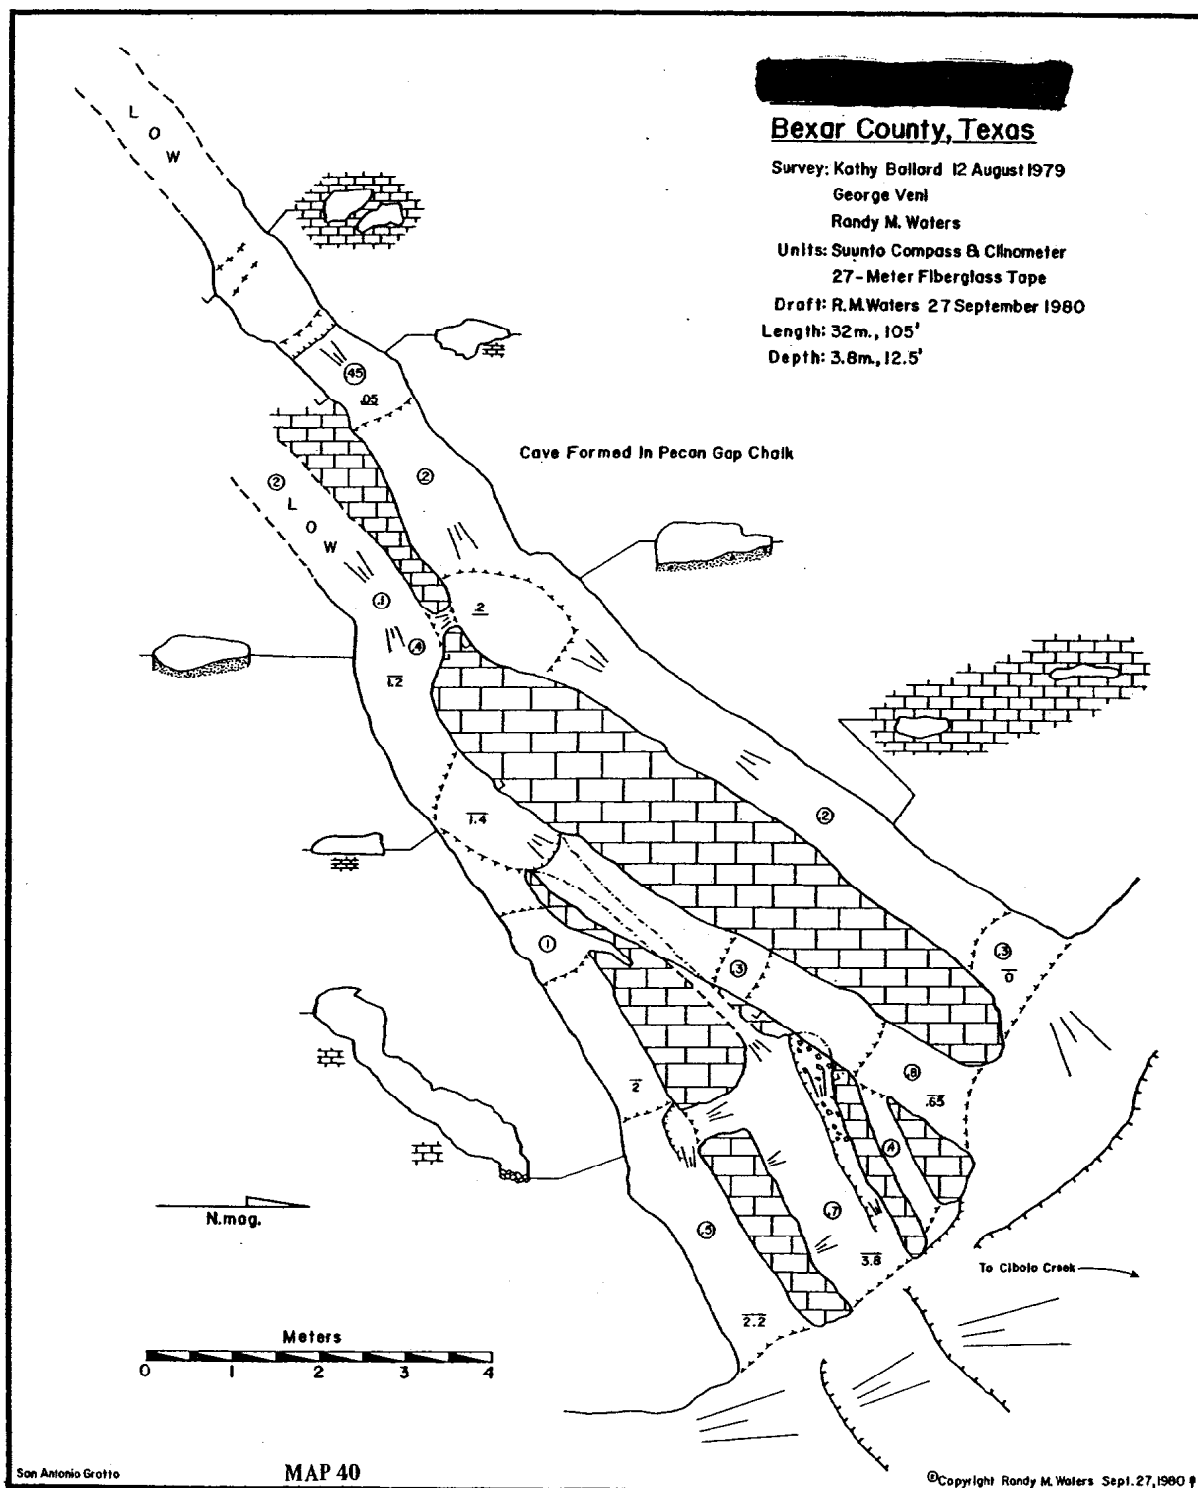 Bexar County, Texas
Survey: Kathy Ballard 12 August 1979
George Veni
Randy M. Waters
Units: Suunto Compass & Clinometer
27-Meter Fiberglass Tape
Draft: R.M.Waters 27 September 1980
Length: 32m., 105'
Depth: 3.8m., 12.5'
LOW
.45
.05
Cave Formed In Pecan Gap Chalk
.2
.2
LOW
.2
.1
.4
1.2
1.4
.2
.3
0
1
.3
.8
.65
2
.4
.5
.7
3.8
2.2
N.mag.
To Cibolo Creek
Meters
0 1 2 3 4
San Antonio Grotto
MAP 40
©Copyright Randy M. Waters Sept. 27, 1980